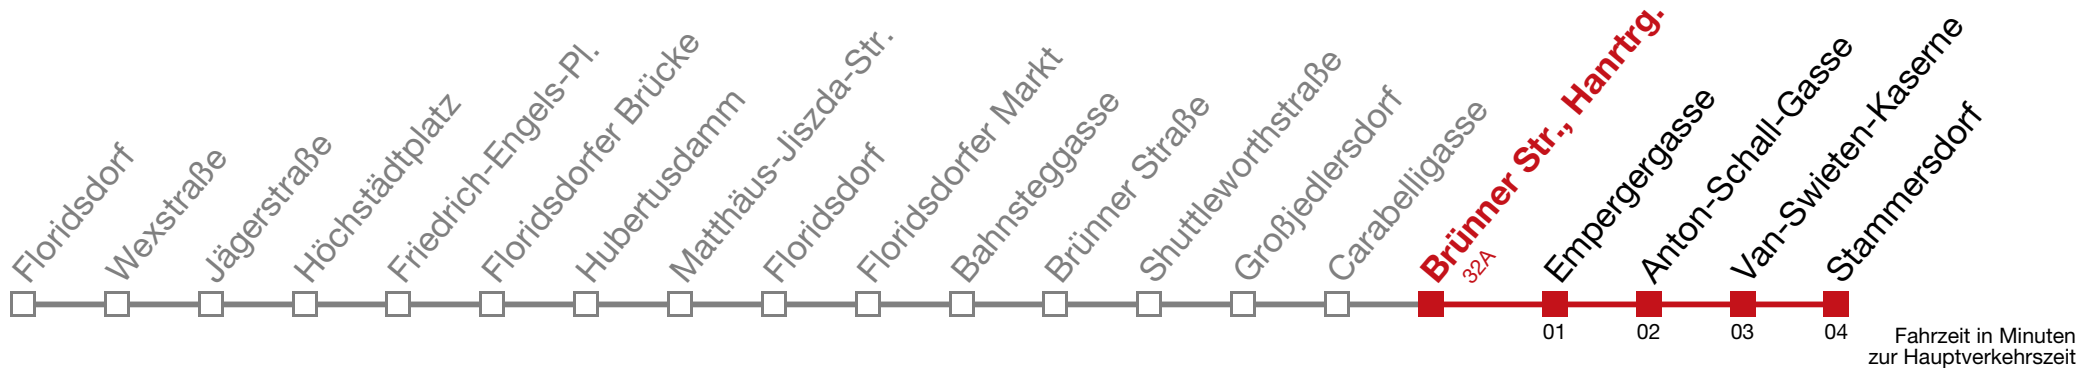 Floridsdorf
Wexstraße
Jägerstraße
Höchstädtplatz
Friedrich-Engels-Pl.
Floridsdorfer Brücke
Hubertusdamm
Matthäus-Jiszda-Str.
Floridsdorf
Floridsdorfer Markt
Bahnsteggasse
Brünner Straße
Shuttleworthstraße
Großjedlersdorf
Carabelligasse
Brünner Str., Hanrtrg.
32A
Empergergasse
Anton-Schall-Gasse
Van-Swieten-Kaserne
Stammersdorf
01
02
03
04
Fahrzeit in Minuten
zur Hauptverkehrszeit